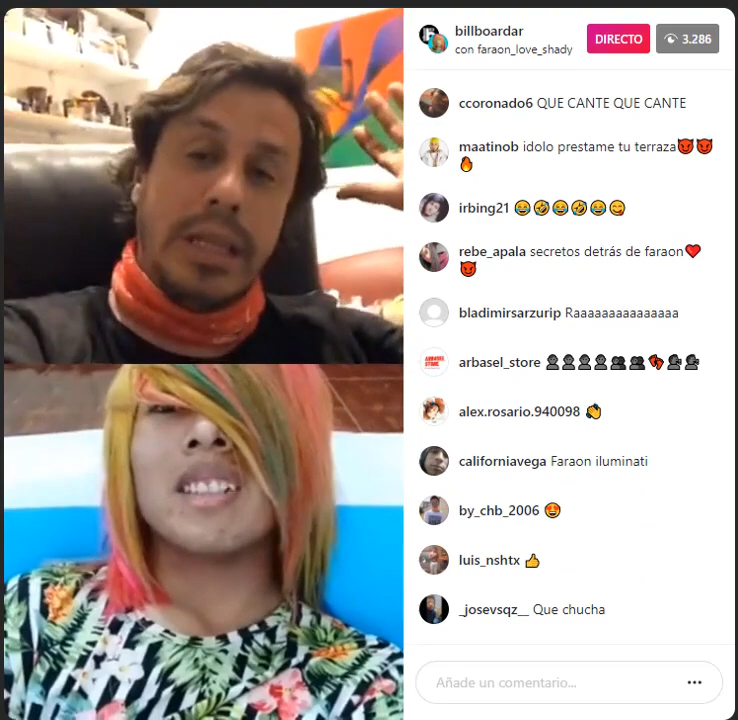 billboardar
con faraon_love_shady
DIRECTO
3.286
ccoronado6 QUE CANTE QUE CANTE
maatinob idolo prestame tu terraza😈😈
🔥
irbing21 😂🤣😂🤣😂😋
rebe_apala secretos detrás de faraon❤️
😈
bladimirsarzurip Raaaaaaaaaaaaaaa
ARBASEL
STORE
arbasel_store 👤👤👤👤👥👥👣🗣🗣
alex.rosario.940098 👏
californiavega Faraon iluminati
by_chb_2006 🤩
luis_nshtx 👍
_josevsqz__ Que chucha
Añade un comentario...